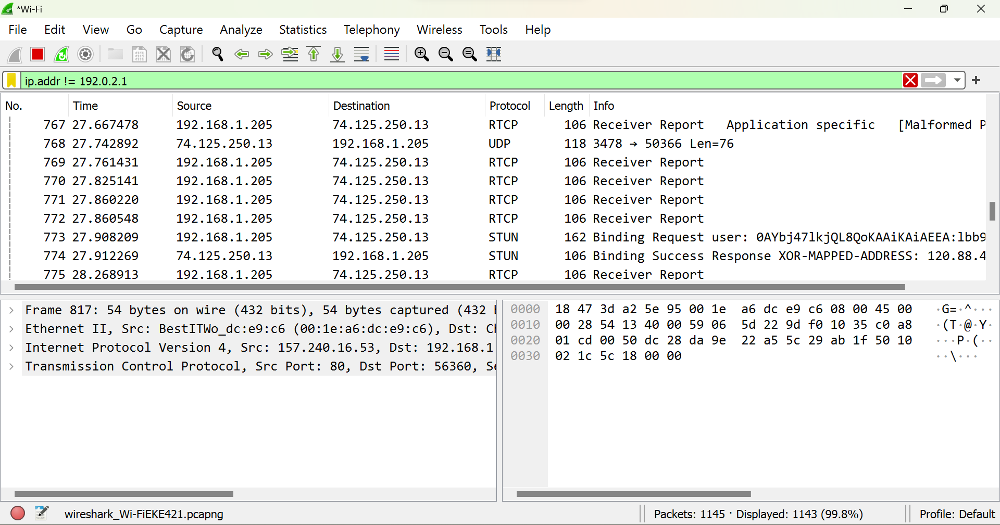 *Wi-Fi
File Edit View Go Capture Analyze Statistics Telephony Wireless Tools Help
ip.addr != 192.0.2.1
No. Time Source Destination Protocol Length Info
767 27.667478 192.168.1.205 74.125.250.13 RTCP 106 Receiver Report Application specific [Malformed P
768 27.742892 74.125.250.13 192.168.1.205 UDP 118 3478 → 50366 Len=76
769 27.761431 192.168.1.205 74.125.250.13 RTCP 106 Receiver Report
770 27.825141 192.168.1.205 74.125.250.13 RTCP 106 Receiver Report
771 27.860220 192.168.1.205 74.125.250.13 RTCP 106 Receiver Report
772 27.860548 192.168.1.205 74.125.250.13 RTCP 106 Receiver Report
773 27.908209 192.168.1.205 74.125.250.13 STUN 162 Binding Request user: 0AYbj47lkjQL8QoKAAiKAiAEEA:lbb9
774 27.912269 74.125.250.13 192.168.1.205 STUN 106 Binding Success Response XOR-MAPPED-ADDRESS: 120.88.4
775 28.268913 192.168.1.205 74.125.250.13 RTCP 106 Receiver Report
Frame 817: 54 bytes on wire (432 bits), 54 bytes captured (432 b
Ethernet II, Src: BestITWo_dc:e9:c6 (00:1e:a6:dc:e9:c6), Dst: Ch
Internet Protocol Version 4, Src: 157.240.16.53, Dst: 192.168.1
Transmission Control Protocol, Src Port: 80, Dst Port: 56360, Se
0000 18 47 3d a2 5e 95 00 1e a6 dc e9 c6 08 00 45 00 ·G=·^···
0010 00 28 54 13 40 00 59 06 5d 22 9d f0 10 35 c0 a8 ·(T·@·Y·
0020 01 cd 00 50 dc 28 da 9e 22 a5 5c 29 ab 1f 50 10 ···P·(··
0030 02 1c 5c 18 00 00 ··\···
wireshark_Wi-FiEKE421.pcapng
Packets: 1145 · Displayed: 1143 (99.8%)
Profile: Default